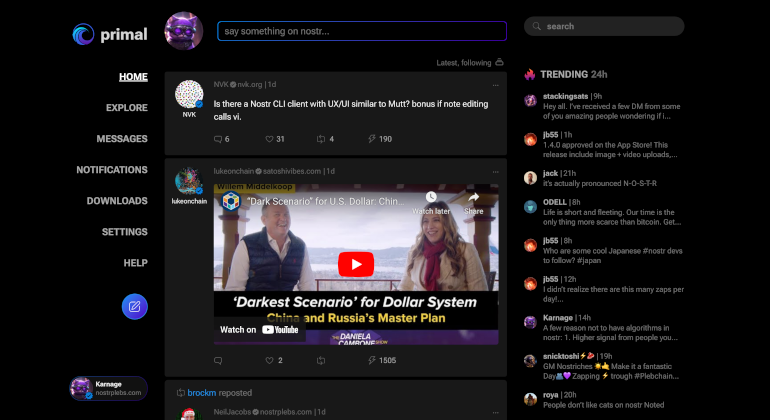 primal
say something on nostr...
search
Latest, following
HOME
EXPLORE
MESSAGES
NOTIFICATIONS
DOWNLOADS
SETTINGS
HELP
Karnage
nostrplebs.com
NVK
NVK nvk.org | 1d
Is there a Nostr CLI client with UX/UI similar to Mutt? bonus if note editing
calls vi.
6 31 4 190
lukeonchain
lukeonchain satoshivibes.com | 1d
Willem Middelkoop
"Dark Scenario" for U.S. Dollar: Chin...
Watch later Share
'Darkest Scenario' for Dollar System
China and Russia's Master Plan
Watch on YouTube
THE
DANIELA
CAMBONE SHOW
2 1505
brockm reposted
NeilJacobs nostrplebs.com | 1d
TRENDING 24h
stackingsats | 9h
Hey all. I've received a few DM from some
of you amazing people wondering if i...
jb55 | 1h
1.4.0 approved on the App Store! This
release include image + video uploads,...
jack | 21h
it's actually pronounced N-O-S-T-R
ODELL | 8h
Life is short and fleeting. Our time is the
only thing more scarce than bitcoin. Get...
jb55 | 8h
Who are some cool Japanese #nostr devs
to follow? #japan
jb55 | 12h
I didn't realize there are this many zaps per
day!...
Karnage | 14h
A few reason not to have algorithms in
nostr: 1. Higher signal from people you...
snicktoshi⚡ | 19h
GM Nostriches ☀️🤙 Make it a fantastic
Day 💜 Zapping ⚡ trough #Plebchain...
roya | 20h
People don't like cats on nostr Noted